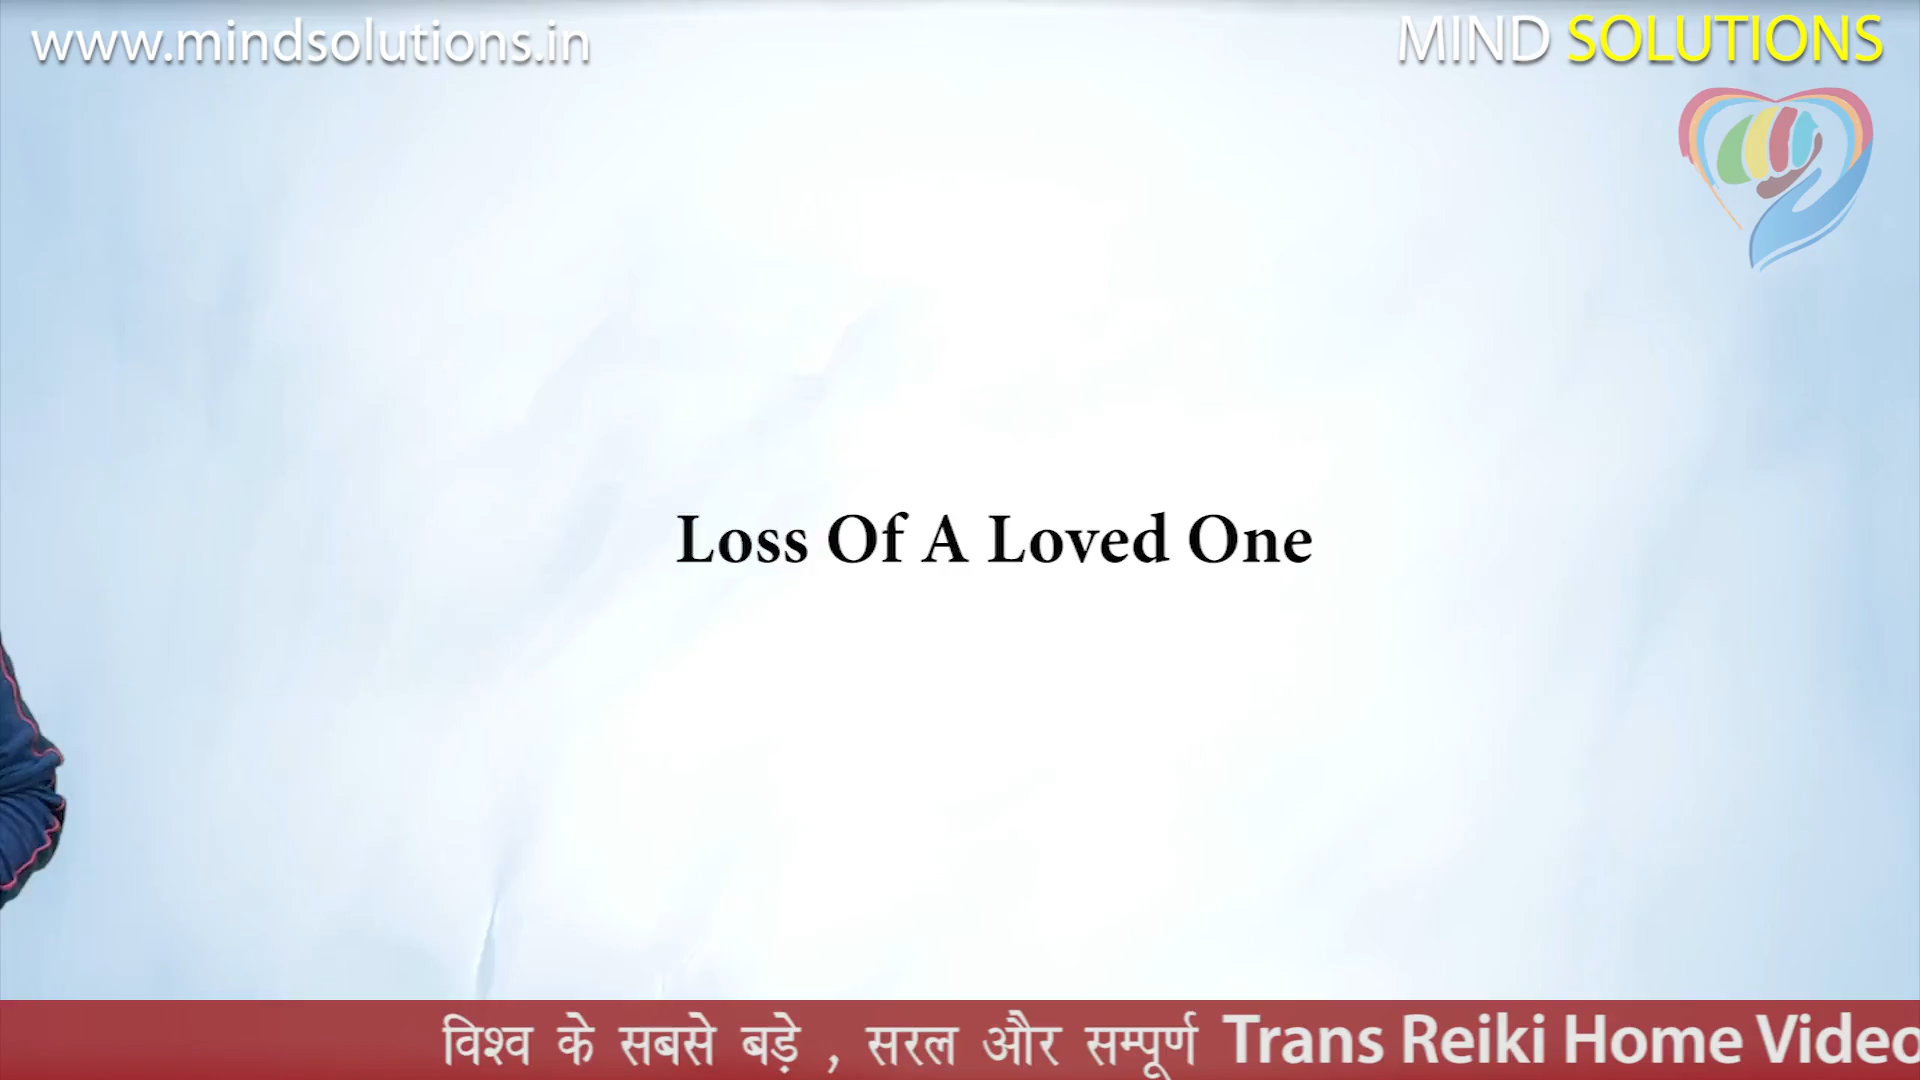 www.mindsolutions.in
MIND SOLUTIONS
Loss Of A Loved One
विश्व के सबसे बड़े , सरल और सम्पूर्ण Trans Reiki Home Video